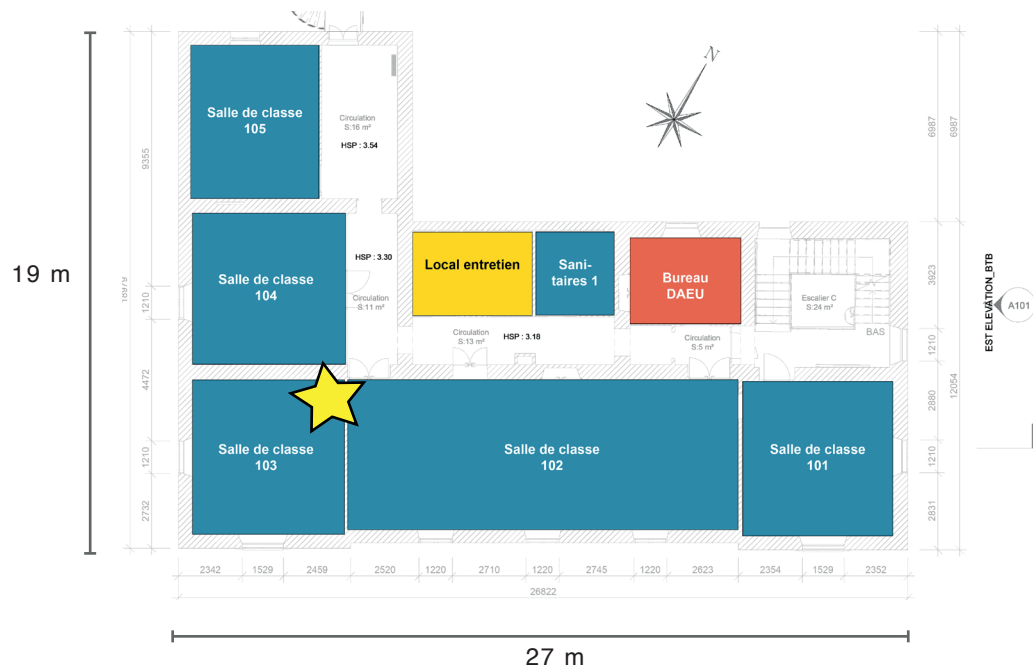 N
Salle de classe
105
Circulation
S:16 m²
HSP : 3.54
9355
6987
6987
19 m
18979
Salle de classe
104
HSP : 3.30
Circulation
S:11 m²
1210
Local entretien
Sani-
taires 1
Bureau
DAEU
Escalier C
S:24 m²
BAS
3923
EST ELEVATION_BTB
A101
Circulation
S:13 m²
HSP : 3.18
Circulation
S:5 m²
1210
4472
12054
2880
Salle de classe
103
Salle de classe
102
Salle de classe
101
1210
1210
2732
2831
2342
1529
2459
2520
1220
2710
1220
2745
1220
2623
2354
1529
2352
26822
27 m